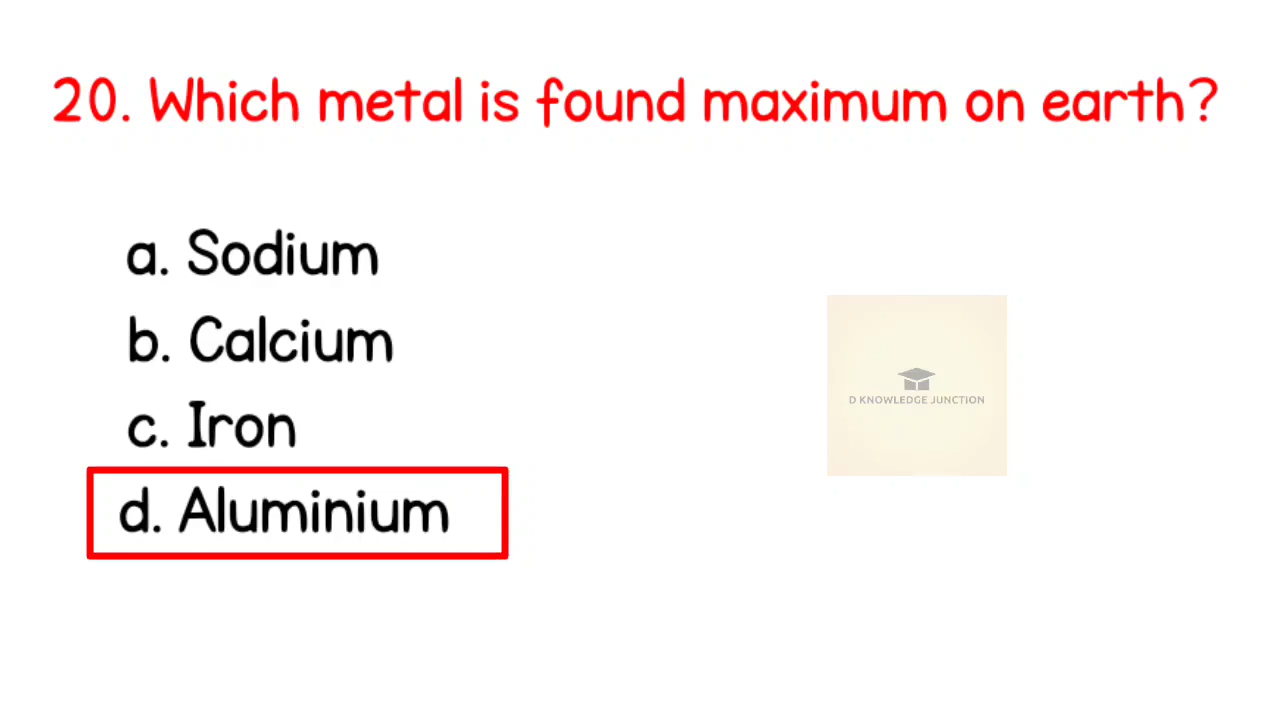 20. Which metal is found maximum on earth?
a. Sodium
b. Calcium
c. Iron
d. Aluminium
D KNOWLEDGE JUNCTION